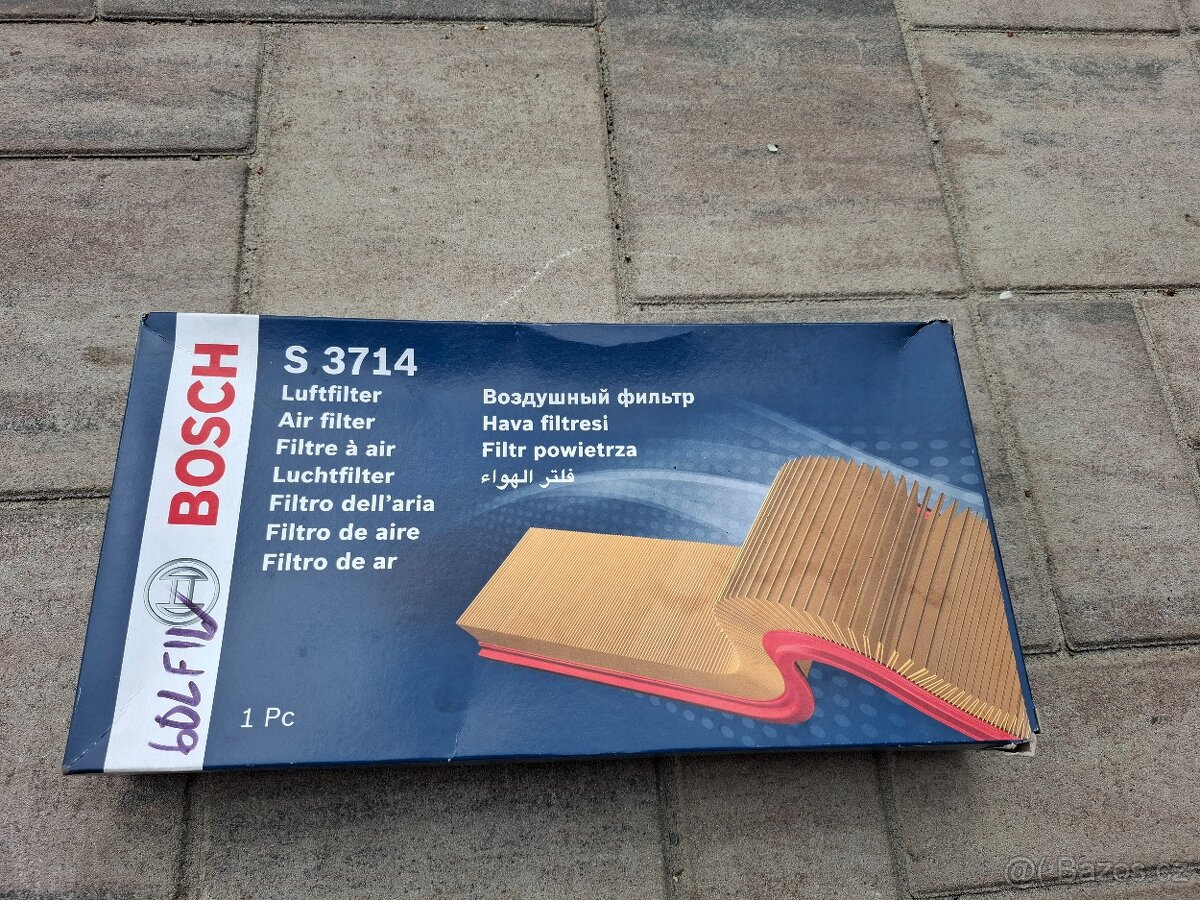 BOSCH
S 3714
Luftfilter
Air filter
Filtre à air
Luchtfilter
Filtro dell'aria
Filtro de aire
Filtro de ar
Воздушный фильтр
Hava filtresi
Filtr powietrza
فلتر الهواء
1 Pc
Bazos.cz